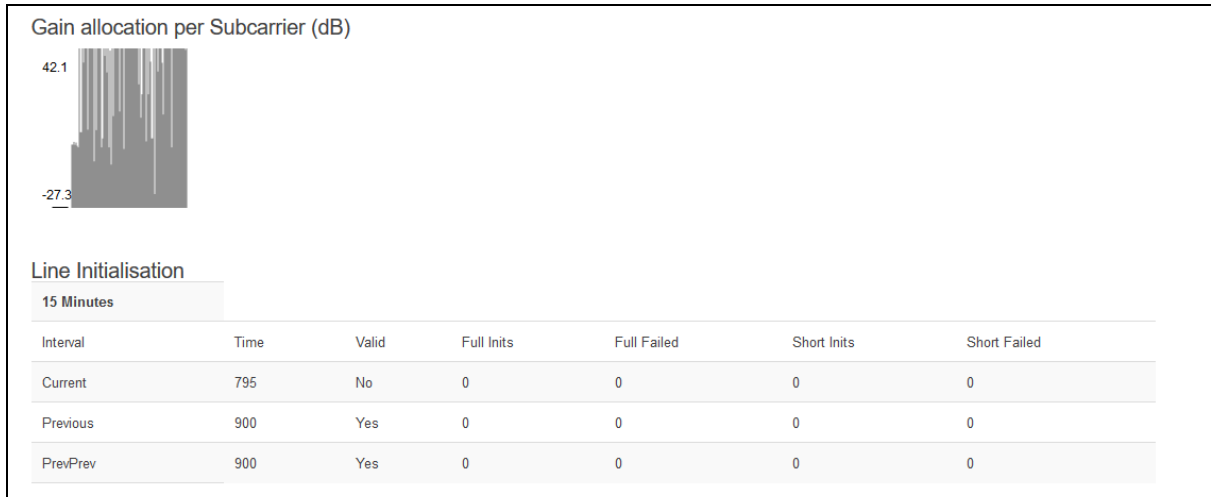 Gain allocation per Subcarrier (dB)
42.1
-27.3
Line Initialisation
15 Minutes
Interval Time Valid Full Inits Full Failed Short Inits Short Failed
Current 795 No 0 0 0 0
Previous 900 Yes 0 0 0 0
PrevPrev 900 Yes 0 0 0 0